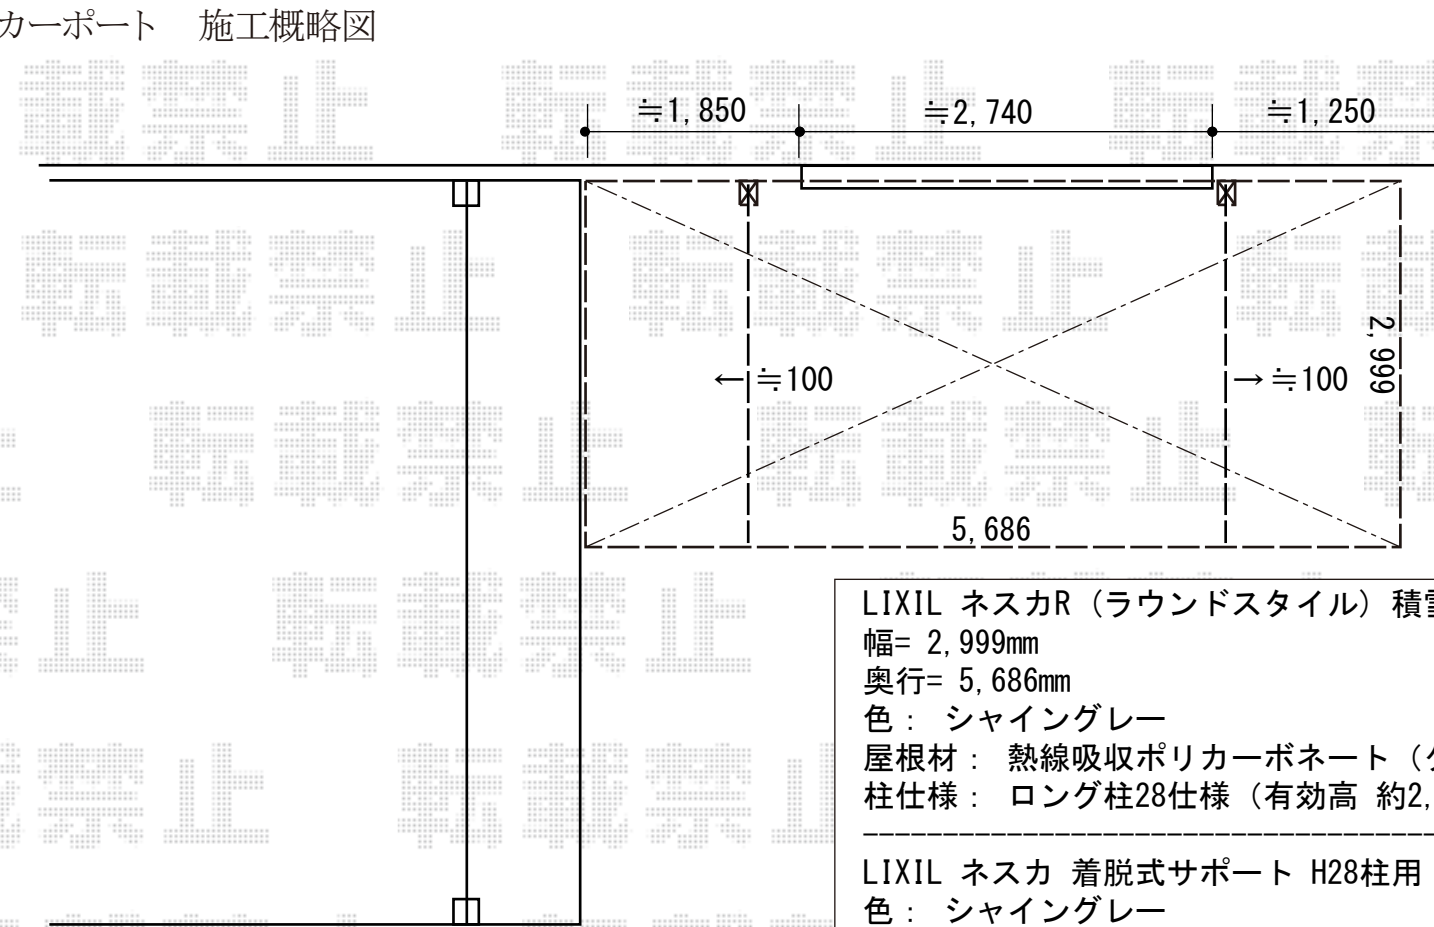 カーポート 施工概略図
≒1,850 ≒2,740 ≒1,250
←≒100 →≒100
2,999
5,686
LIXIL ネスカR（ラウンドスタイル）積雪
幅= 2,999mm
奥行= 5,686mm
色： シャイングレー
屋根材： 熱線吸収ポリカーボネート（ク
柱仕様： ロング柱28仕様（有効高 約2,
LIXIL ネスカ 着脱式サポート H28柱用
色： シャイングレー
転載禁止